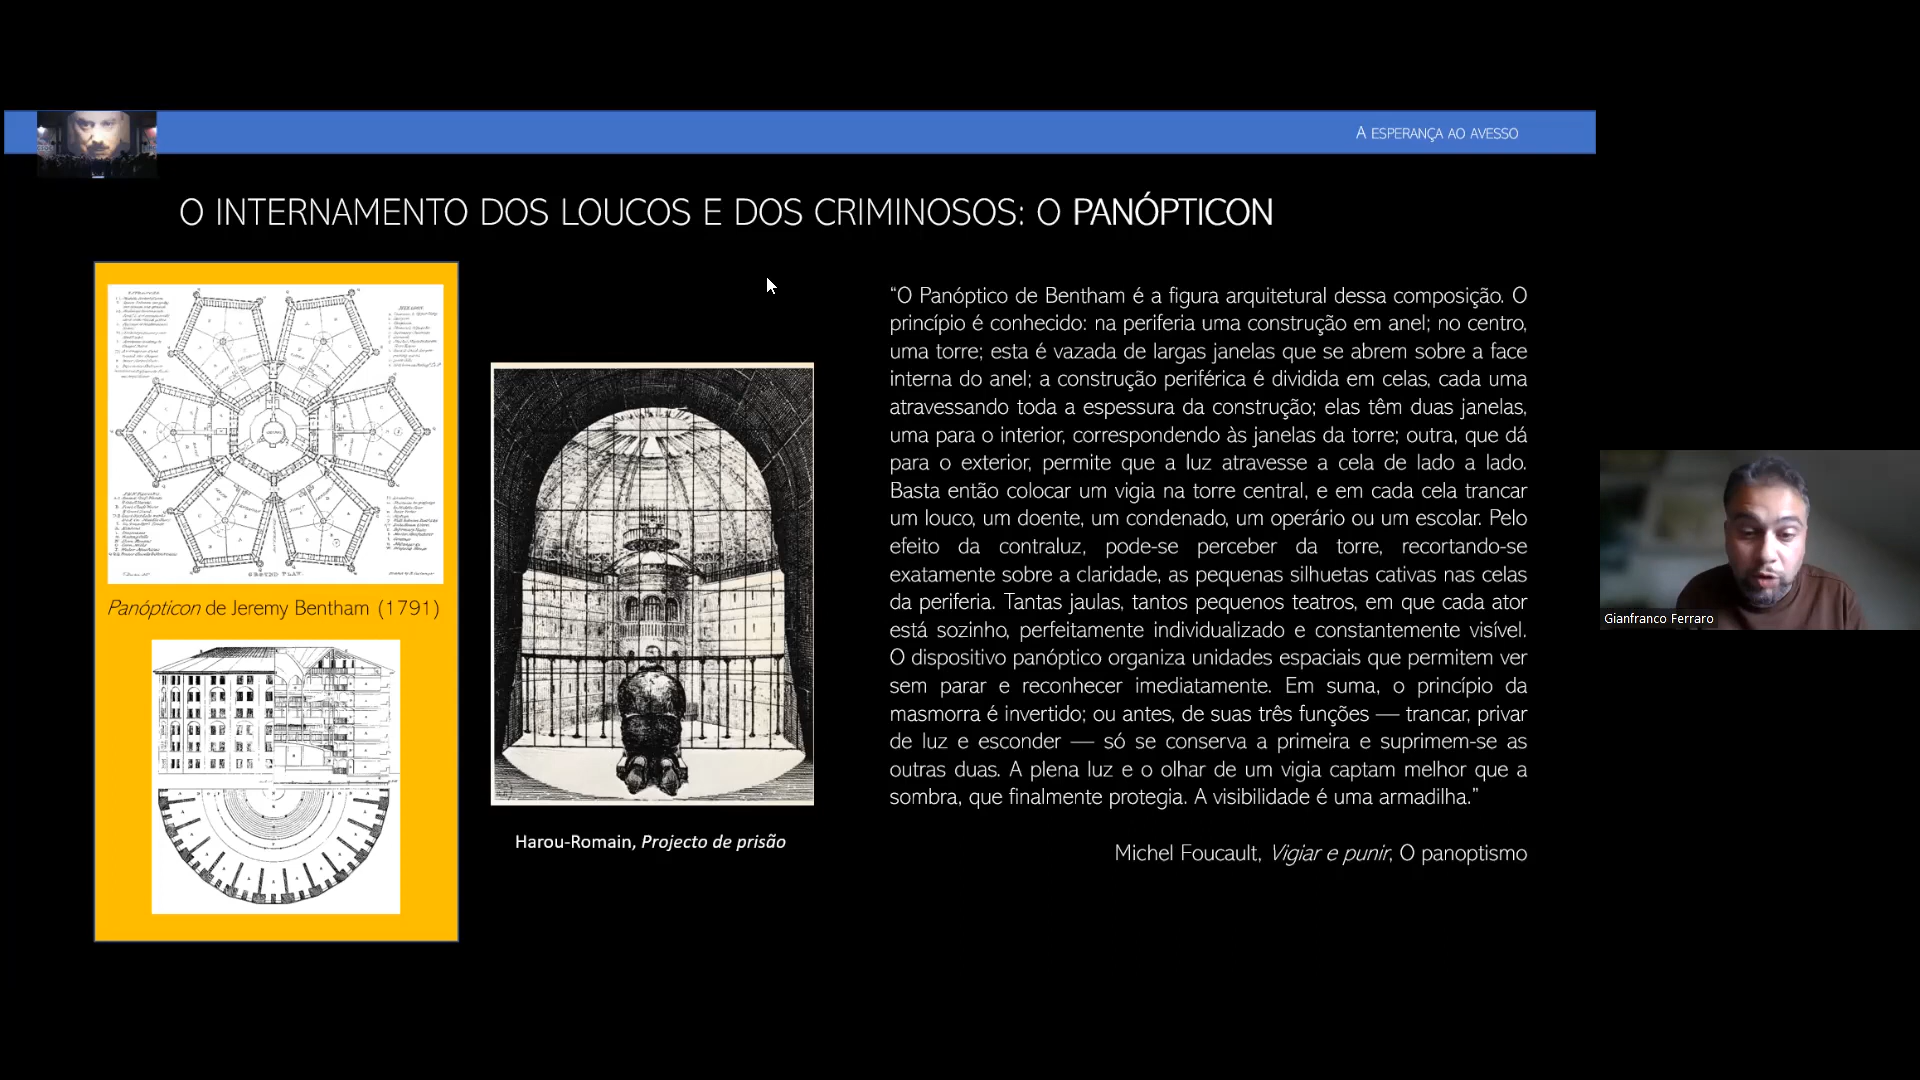 A ESPERANÇA AO AVESSO
O INTERNAMENTO DOS LOUCOS E DOS CRIMINOSOS: O PANÓPTICON
GROUND PLAN.
Panópticon de Jeremy Bentham (1791)
Harou-Romain, Projecto de prisão
“O Panóptico de Bentham é a figura arquitetural dessa composição. O
princípio é conhecido: na periferia uma construção em anel; no centro,
uma torre; esta é vazada de largas janelas que se abrem sobre a face
interna do anel; a construção periférica é dividida em celas, cada uma
atravessando toda a espessura da construção; elas têm duas janelas,
uma para o interior, correspondendo às janelas da torre; outra, que dá
para o exterior, permite que a luz atravesse a cela de lado a lado.
Basta então colocar um vigia na torre central, e em cada cela trancar
um louco, um doente, um condenado, um operário ou um escolar. Pelo
efeito da contraluz, pode-se perceber da torre, recortando-se
exatamente sobre a claridade, as pequenas silhuetas cativas nas celas
da periferia. Tantas jaulas, tantos pequenos teatros, em que cada ator
está sozinho, perfeitamente individualizado e constantemente visível.
O dispositivo panóptico organiza unidades espaciais que permitem ver
sem parar e reconhecer imediatamente. Em suma, o princípio da
masmorra é invertido; ou antes, de suas três funções — trancar, privar
de luz e esconder — só se conserva a primeira e suprimem-se as
outras duas. A plena luz e o olhar de um vigia captam melhor que a
sombra, que finalmente protegia. A visibilidade é uma armadilha.”
Michel Foucault, Vigiar e punir, O panoptismo
Gianfranco Ferraro